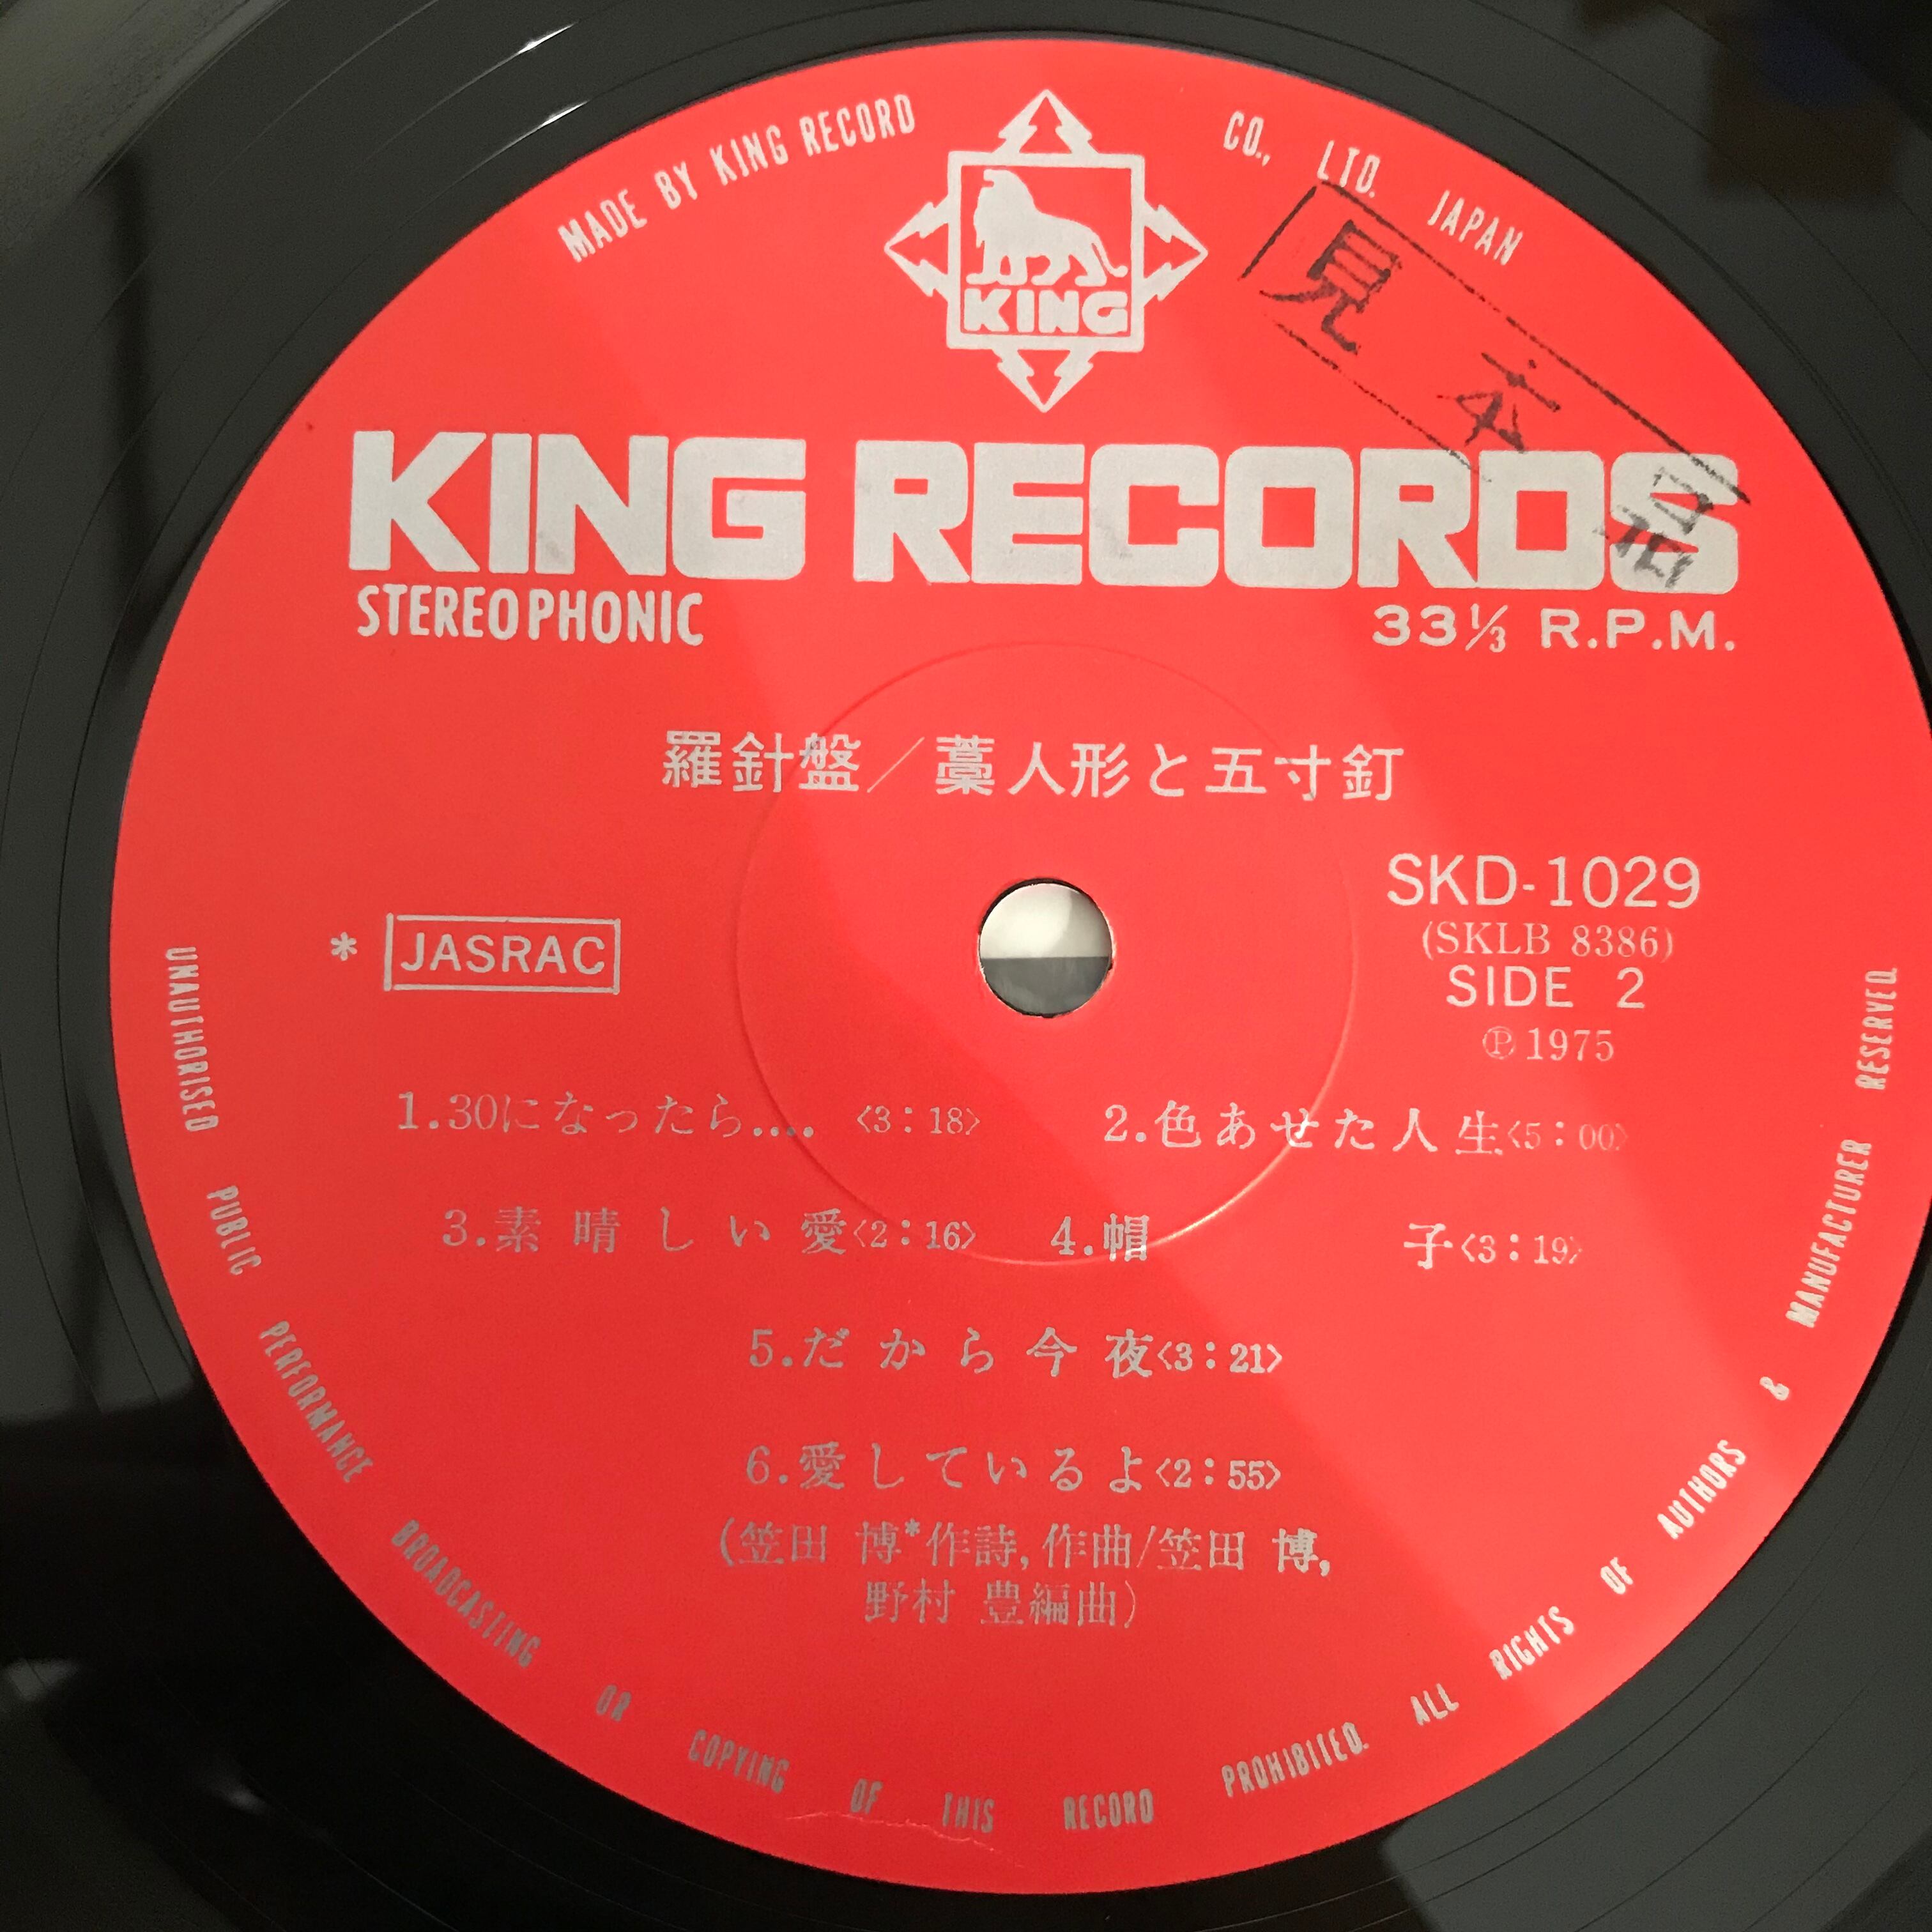 MADE BY KING RECORD CO., LTD. JAPAN
KING
見本品
KING RECORDS
STEREOPHONIC
33⅓ R.P.M.
羅針盤／藁人形と五寸釘
SKD-1029
(SKLB 8386)
* JASRAC
SIDE 2
Ⓟ1975
1.30になったら.... <3:18> 2.色あせた人生<5:00>
3.素晴しい愛<2:16> 4.帽子<3:19>
5.だから今夜<3:21>
6.愛しているよ<2:55>
(笠田 博*作詩,作曲/笠田 博,
野村 豊編曲)
UNAUTHORISED PUBLIC PERFORMANCE BROADCASTING OR COPYING OF THIS RECORD PROHIBITED. ALL RIGHTS OF AUTHORS & MANUFACTURER RESERVED.